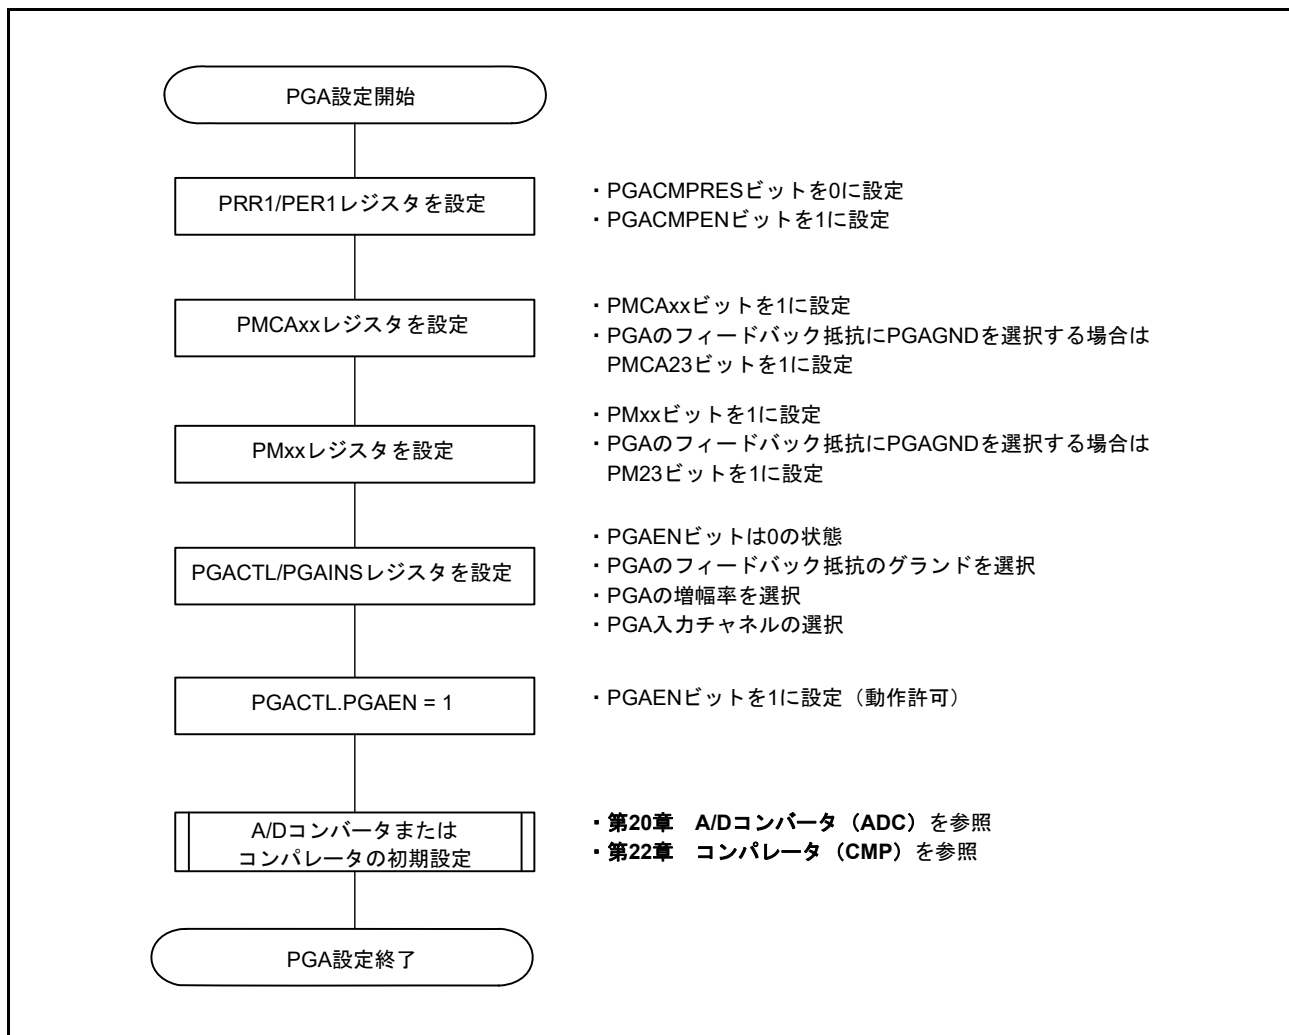 PGA設定開始
PRR1/PER1レジスタを設定
・PGACMPRESビットを0に設定
・PGACMPENビットを1に設定
PMCAxxレジスタを設定
・PMCAxxビットを1に設定
・PGAのフィードバック抵抗にPGAGNDを選択する場合は
PMCA23ビットを1に設定
PMxxレジスタを設定
・PMxxビットを1に設定
・PGAのフィードバック抵抗にPGAGNDを選択する場合は
PM23ビットを1に設定
PGACTL/PGAINSレジスタを設定
・PGAENビットは0の状態
・PGAのフィードバック抵抗のグランドを選択
・PGAの増幅率を選択
・PGA入力チャネルの選択
PGACTL.PGAEN = 1
・PGAENビットを1に設定（動作許可）
A/Dコンバータまたは
コンパレータの初期設定
・第20章　A/Dコンバータ（ADC）を参照
・第22章　コンパレータ（CMP）を参照
PGA設定終了